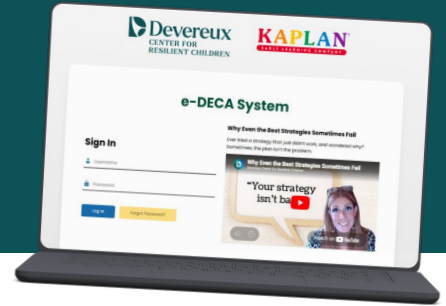 Devereux
CENTER FOR
RESILIENT CHILDREN
KAPLAN
EARLY LEARNING COMPANY
e-DECA System
Sign In
Username
Password
Log In
Forgot Password?
Why Even the Best Strategies Sometimes Fail
Ever tried a strategy that just didn't work, and wondered why?
Sometimes, the plan isn't the problem.
Why Even the Best Strategies Sometimes Fail
"Your strategy
isn't ba
Watch on YouTube